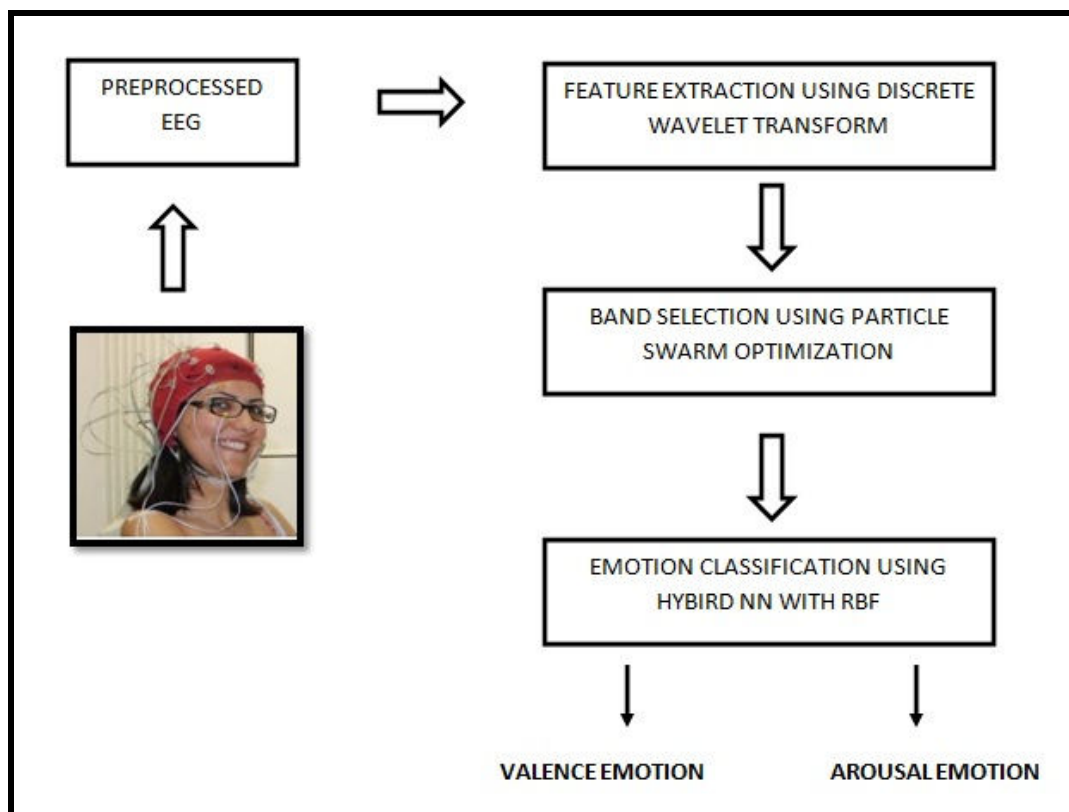 PREPROCESSED
EEG
FEATURE EXTRACTION USING DISCRETE
WAVELET TRANSFORM
BAND SELECTION USING PARTICLE
SWARM OPTIMIZATION
EMOTION CLASSIFICATION USING
HYBIRD NN WITH RBF
VALENCE EMOTION
AROUSAL EMOTION